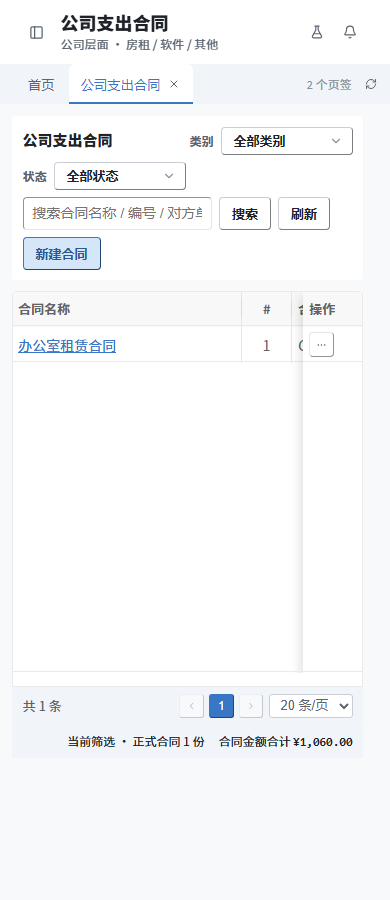 公司支出合同
公司层面 · 房租 / 软件 / 其他
首页
公司支出合同
2 个页签
公司支出合同
类别
全部类别
状态
全部状态
搜索合同名称 / 编号 / 对方
搜索
刷新
新建合同
合同名称
#
操作
办公室租赁合同
1
...
共 1 条
1
20 条/页
当前筛选 · 正式合同 1 份
合同金额合计 ¥1,060.00